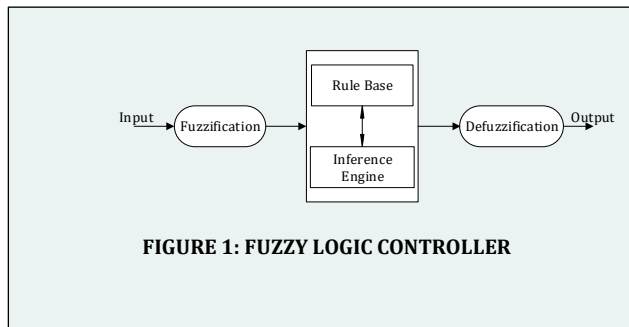 Input
Fuzzification
Rule Base
Inference
Engine
Defuzzification
Output
FIGURE 1: FUZZY LOGIC CONTROLLER